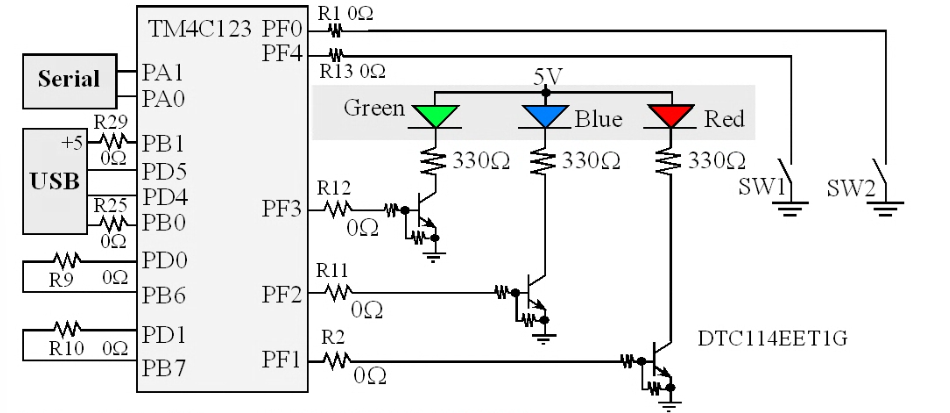 TM4C123
PF0
R1 0Ω
PF4
R13 0Ω
Serial
PA1
PA0
5V
Green
Blue
Red
R29
+5
0Ω
PB1
USB
PD5
PD4
R25
0Ω
PB0
330Ω
330Ω
330Ω
SW1
SW2
PF3
R12
0Ω
PD0
R9
0Ω
PB6
PF2
R11
0Ω
PD1
R10
0Ω
PB7
PF1
R2
0Ω
DTC114EET1G